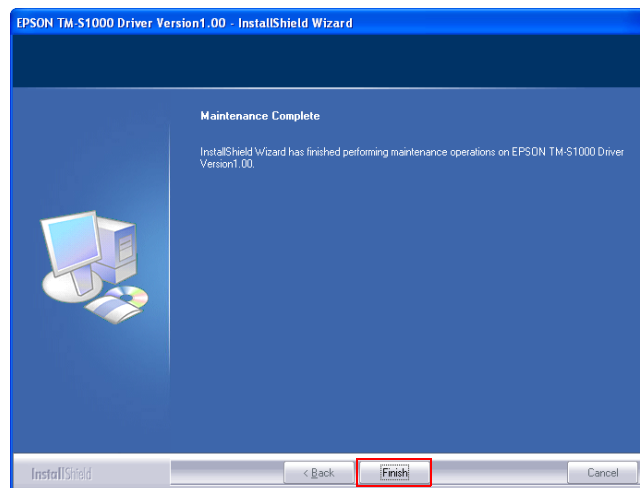 EPSON TM-S1000 Driver Version1.00 - InstallShield Wizard
Maintenance Complete
InstallShield Wizard has finished performing maintenance operations on EPSON TM-S1000 Driver
Version1.00.
InstallShield
< Back
Finish
Cancel